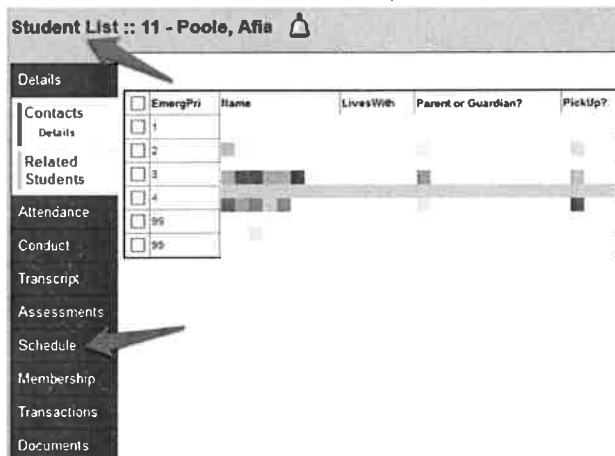 Student List :: 11 - Poole, Afia
Details
Contacts
Details
Related
Students
Attendance
Conduct
Transcript
Assessments
Schedule
Membership
Transactions
Documents
EmergPri Name LivesWith Parent or Guardian? PickUp?
1
2
3
4
99
99